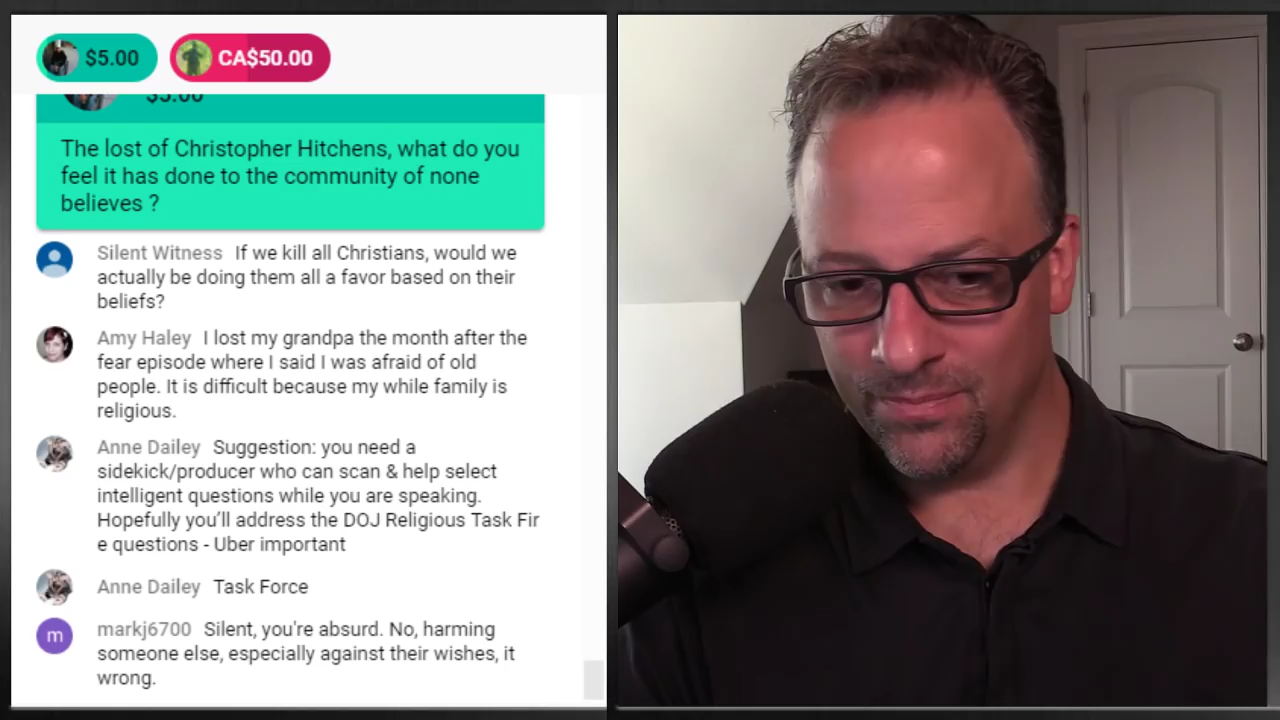 $5.00 CA$50.00
$5.00
The lost of Christopher Hitchens, what do you
feel it has done to the community of none
believes ?
Silent Witness If we kill all Christians, would we
actually be doing them all a favor based on their
beliefs?
Amy Haley I lost my grandpa the month after the
fear episode where I said I was afraid of old
people. It is difficult because my while family is
religious.
Anne Dailey Suggestion: you need a
sidekick/producer who can scan & help select
intelligent questions while you are speaking.
Hopefully you’ll address the DOJ Religious Task Fir
e questions - Uber important
Anne Dailey Task Force
m
markj6700 Silent, you're absurd. No, harming
someone else, especially against their wishes, it
wrong.